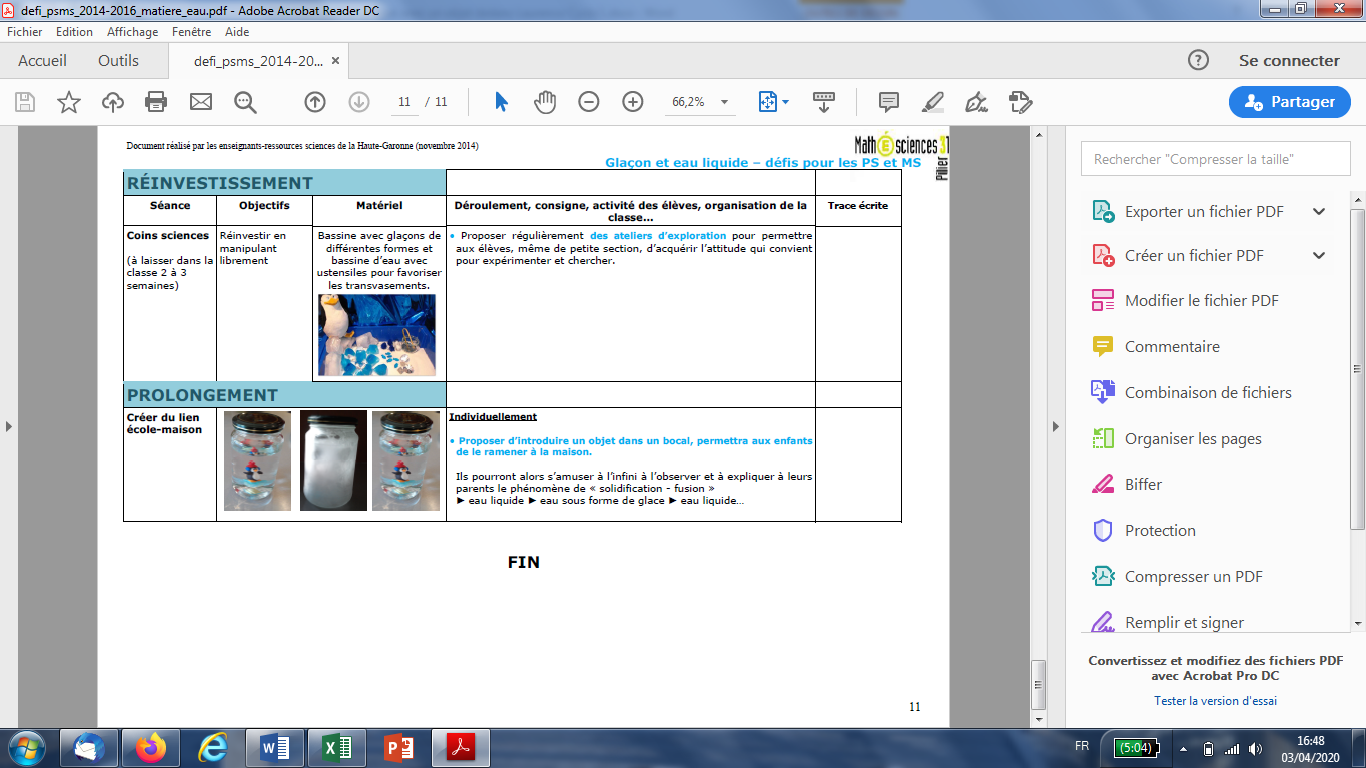 defi_psms_2014-2016_matiere_eau.pdf - Adobe Acrobat Reader DC
Fichier Edition Affichage Fenêtre Aide
Accueil Outils defi_psms_2014-20... × Se connecter
11 / 11 66,2% Partager
Document réalisé par les enseignants-ressources sciences de la Haute-Garonne (novembre 2014)
Math É sciences 31
Pilier
Glaçon et eau liquide – défis pour les PS et MS
RÉINVESTISSEMENT
Séance Objectifs Matériel Déroulement, consigne, activité des élèves, organisation de la classe... Trace écrite
Coins sciences
(à laisser dans la
classe 2 à 3
semaines)
Réinvestir en
manipulant
librement
Bassine avec glaçons de
différentes formes et
bassine d'eau avec
ustensiles pour favoriser
les transvasements.
• Proposer régulièrement des ateliers d'exploration pour permettre
aux élèves, même de petite section, d'acquérir l'attitude qui convient
pour expérimenter et chercher.
PROLONGEMENT
Créer du lien
école-maison
Individuellement
• Proposer d'introduire un objet dans un bocal, permettra aux enfants
de le ramener à la maison.
Ils pourront alors s'amuser à l'infini à l'observer et à expliquer à leurs
parents le phénomène de « solidification - fusion »
► eau liquide ► eau sous forme de glace ► eau liquide...
FIN
11
Rechercher "Compresser la taille"
Exporter un fichier PDF
Créer un fichier PDF
Modifier le fichier PDF
Commentaire
Combinaison de fichiers
Organiser les pages
Biffer
Protection
Compresser un PDF
Remplir et signer
Convertissez et modifiez des fichiers PDF
avec Acrobat Pro DC
Tester la version d'essai
FR (5:04) 16:48
03/04/2020